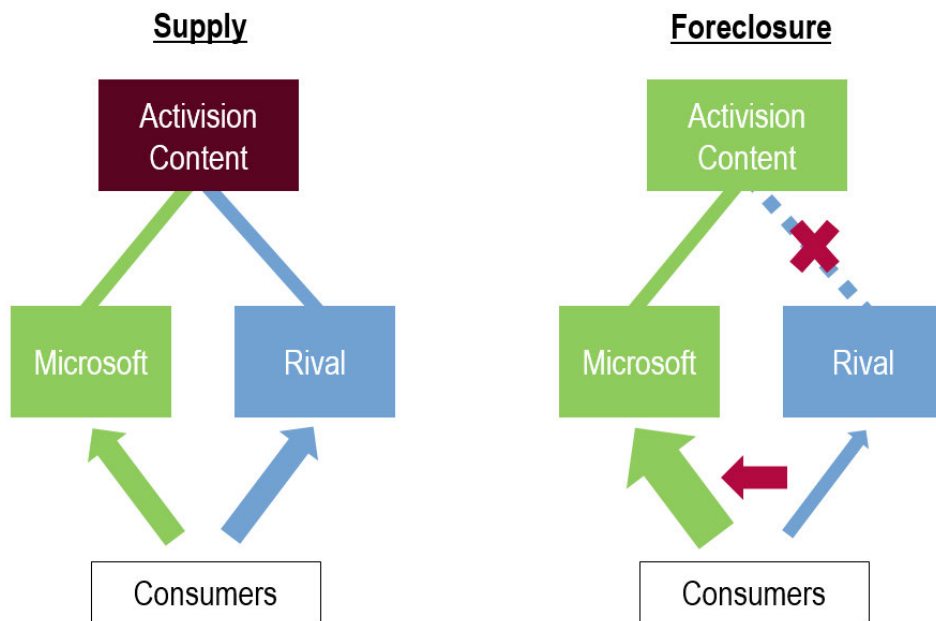 Supply
Activision
Content
Microsoft
Rival
Consumers
Foreclosure
Activision
Content
Microsoft
Rival
Consumers